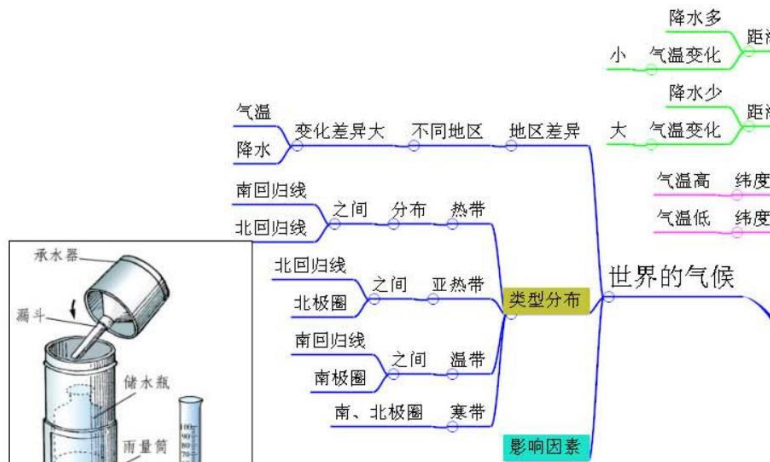 降水多
小 气温变化
降水少
大 气温变化
气温高 纬度
气温低 纬度
世界的气候
气温
降水
变化差异大 不同地区 地区差异
南回归线
北回归线
之间 分布 热带
北回归线
北极圈
之间 亚热带
南回归线
南极圈
之间 温带
南、北极圈 寒带
类型分布
影响因素
承水器
漏斗
储水瓶
雨量筒
100
90
80
70